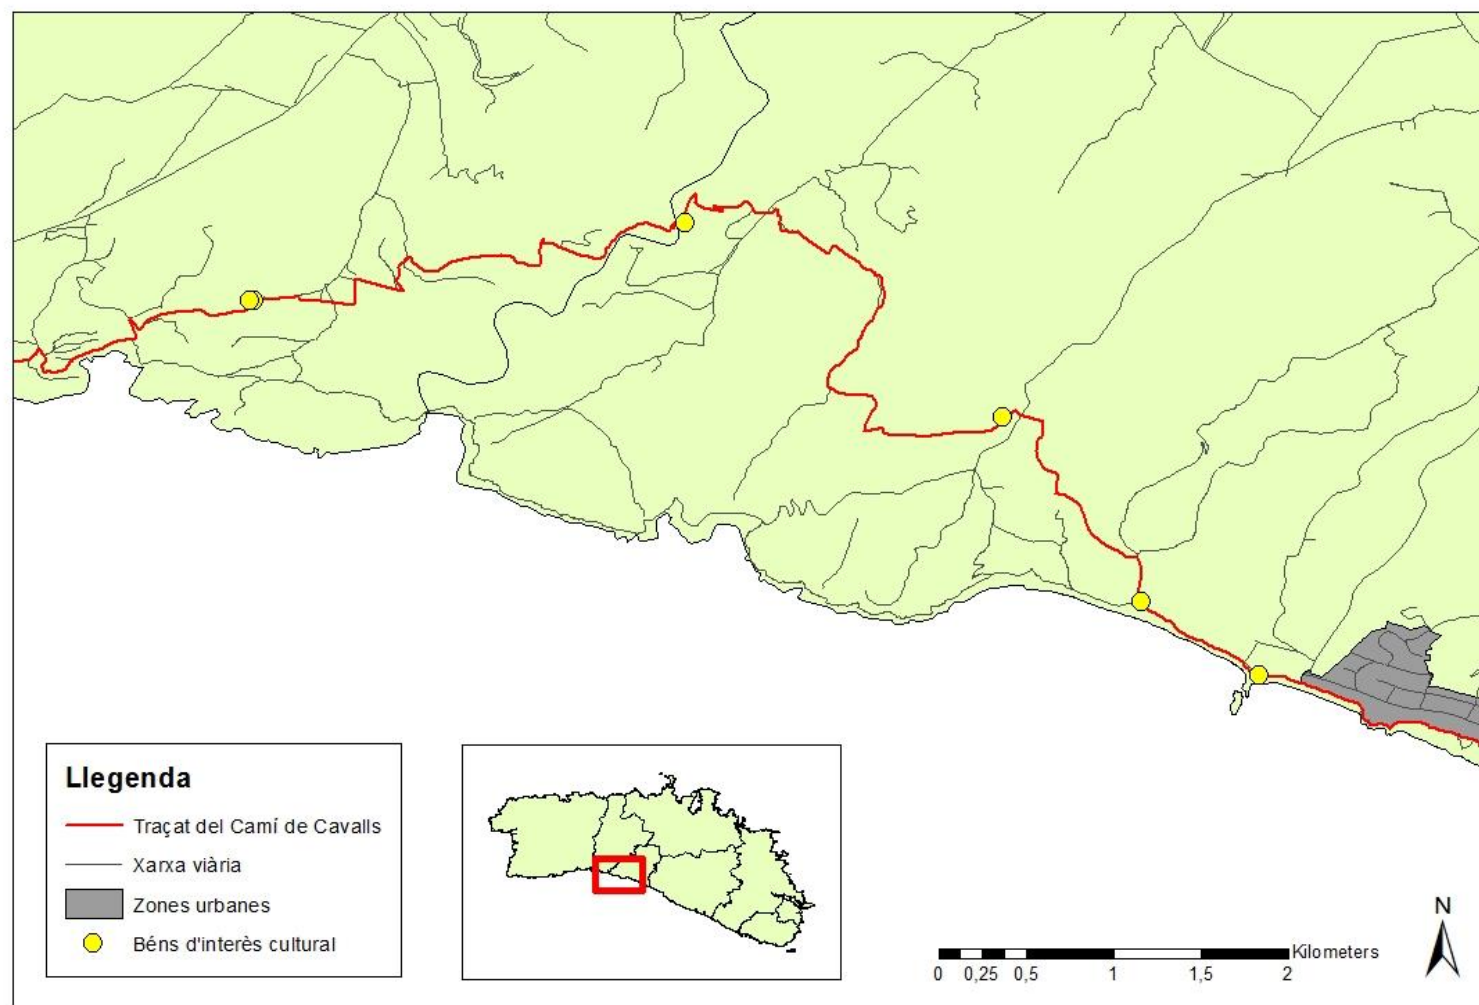 Llegenda
Traçat del Camí de Cavalls
Xarxa viària
Zones urbanes
Béns d'interès cultural
N
Kilometers
0 0,25 0,5 1 1,5 2